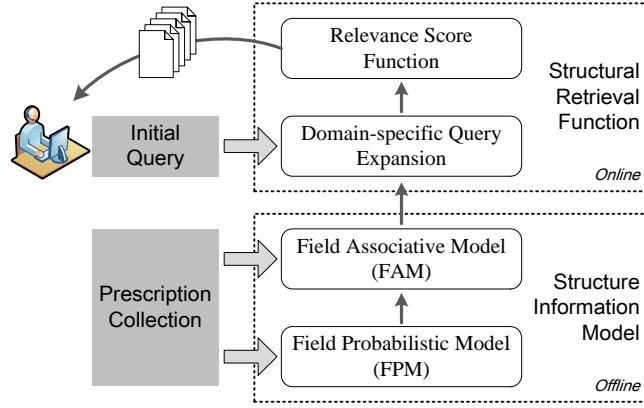 Relevance Score
Function
Structural
Retrieval
Function
Initial
Query
Domain-specific Query
Expansion
Online
Prescription
Collection
Field Associative Model
(FAM)
Structure
Information
Model
Field Probabilistic Model
(FPM)
Offline